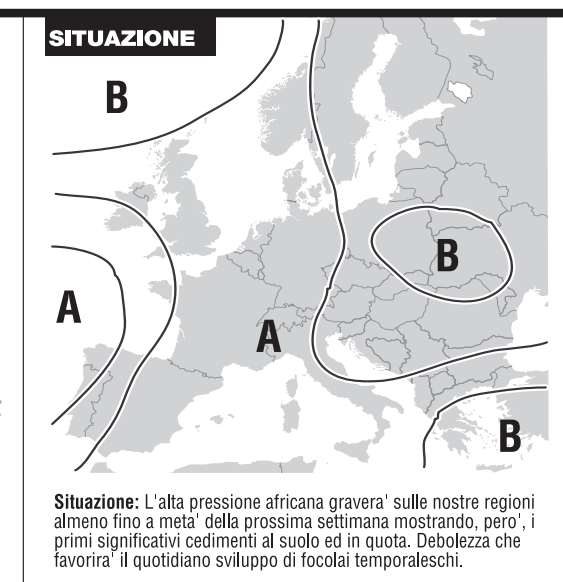 SITUAZIONE
B
B
A
A
B
Situazione: L'alta pressione africana gravera' sulle nostre regioni
almeno fino a meta' della prossima settimana mostrando, pero', i
primi significativi cedimenti al suolo ed in quota. Debolezza che
favorira' il quotidiano sviluppo di focolai temporaleschi.